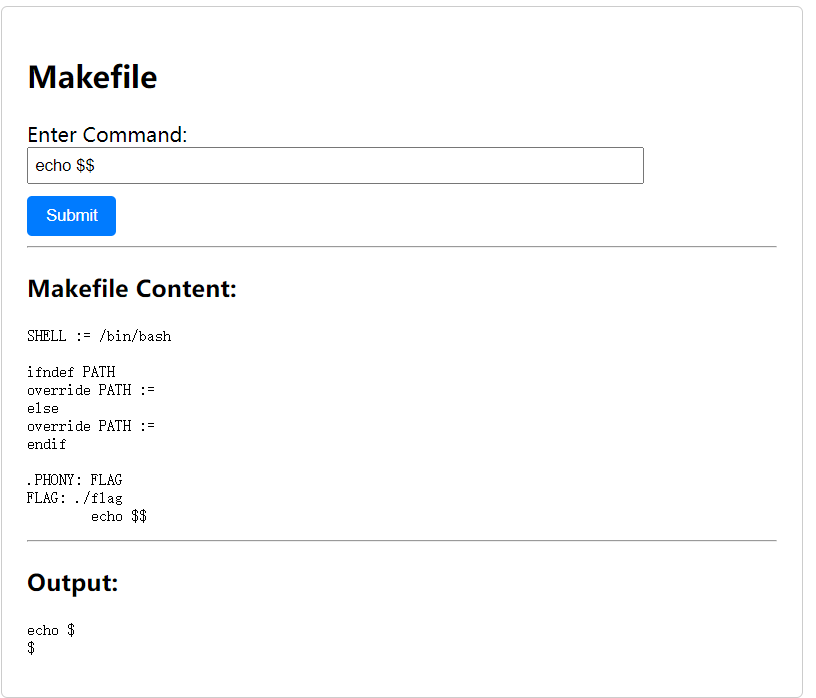 Makefile
Enter Command:
echo $$
Submit
Makefile Content:
SHELL := /bin/bash
ifndef PATH
override PATH :=
else
override PATH :=
endif
.PHONY: FLAG
FLAG: ./flag
echo $$
Output:
echo $
$